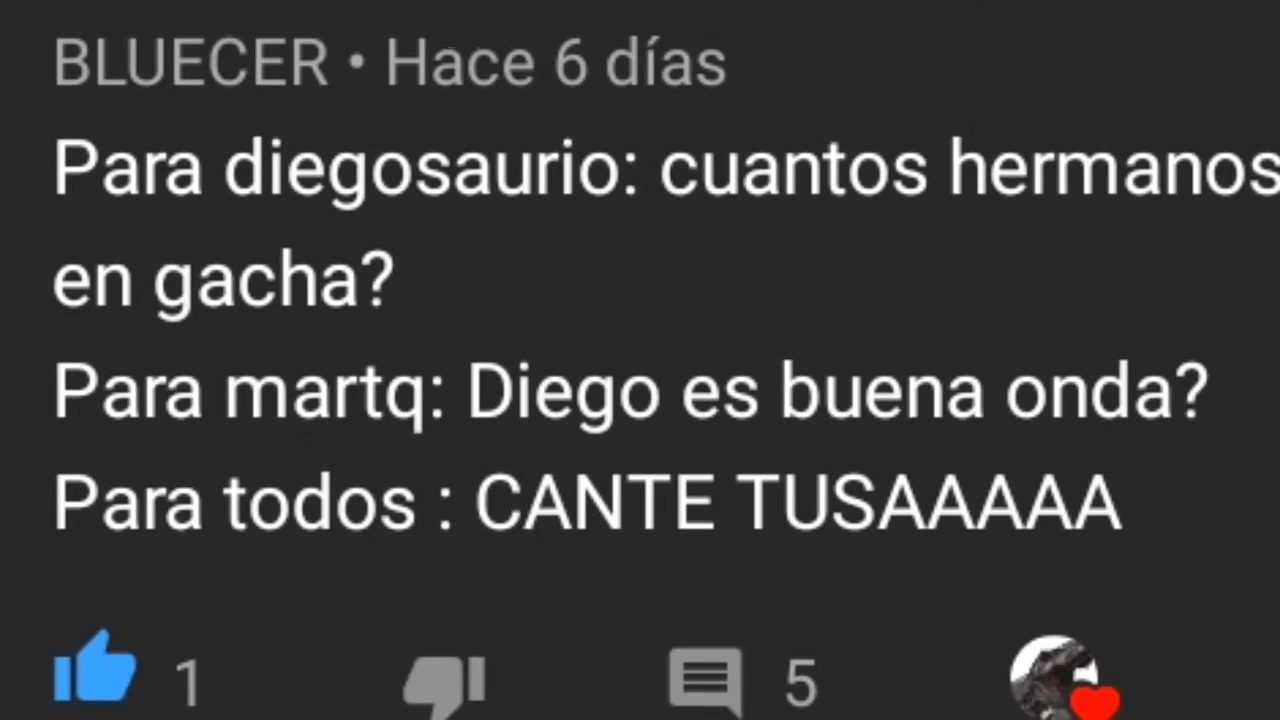 BLUECER • Hace 6 días
Para diegosaurio: cuantos hermanos
en gacha?
Para martq: Diego es buena onda?
Para todos : CANTE TUSAAAAA
1 5